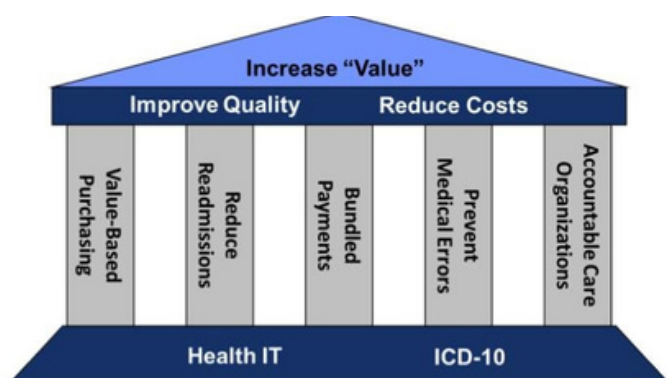 Increase “Value”
Improve Quality
Reduce Costs
Value-Based
Purchasing
Reduce
Readmissions
Bundled
Payments
Prevent
Medical Errors
Accountable Care
Organizations
Health IT
ICD-10